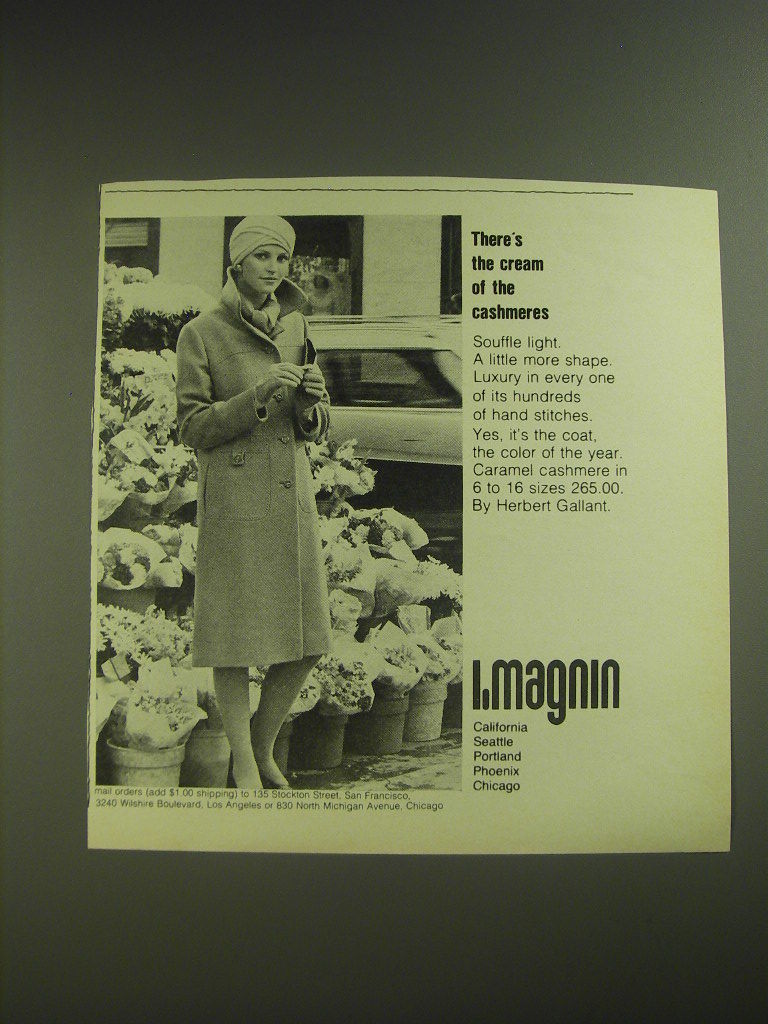 There's
the cream
of the
cashmeres
Souffle light.
A little more shape.
Luxury in every one
of its hundreds
of hand stitches.
Yes, it's the coat,
the color of the year.
Caramel cashmere in
6 to 16 sizes 265.00.
By Herbert Gallant.
I. magnin
California
Seattle
Portland
Phoenix
Chicago
mail orders (add $1.00 shipping) to 135 Stockton Street, San Francisco,
3240 Wilshire Boulevard, Los Angeles or 830 North Michigan Avenue, Chicago